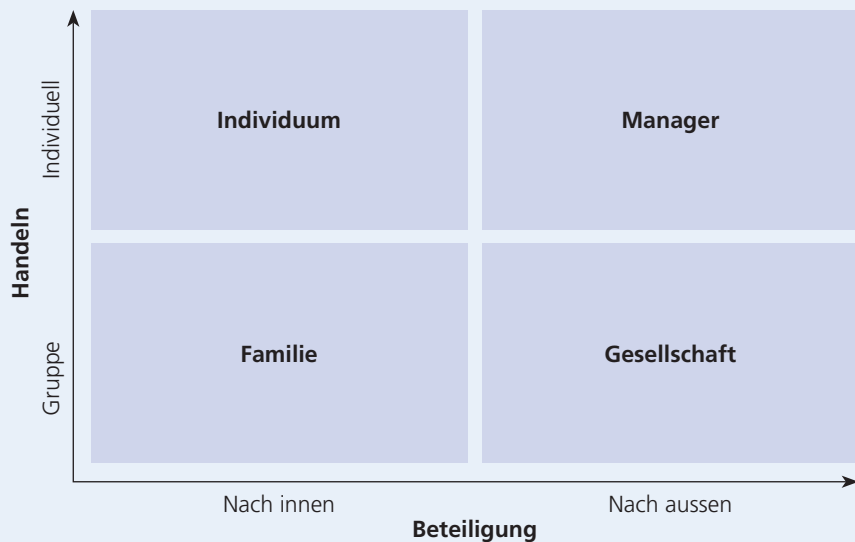 Handeln
Individuell
Gruppe
Individuum
Manager
Familie
Gesellschaft
Nach innen
Nach aussen
Beteiligung